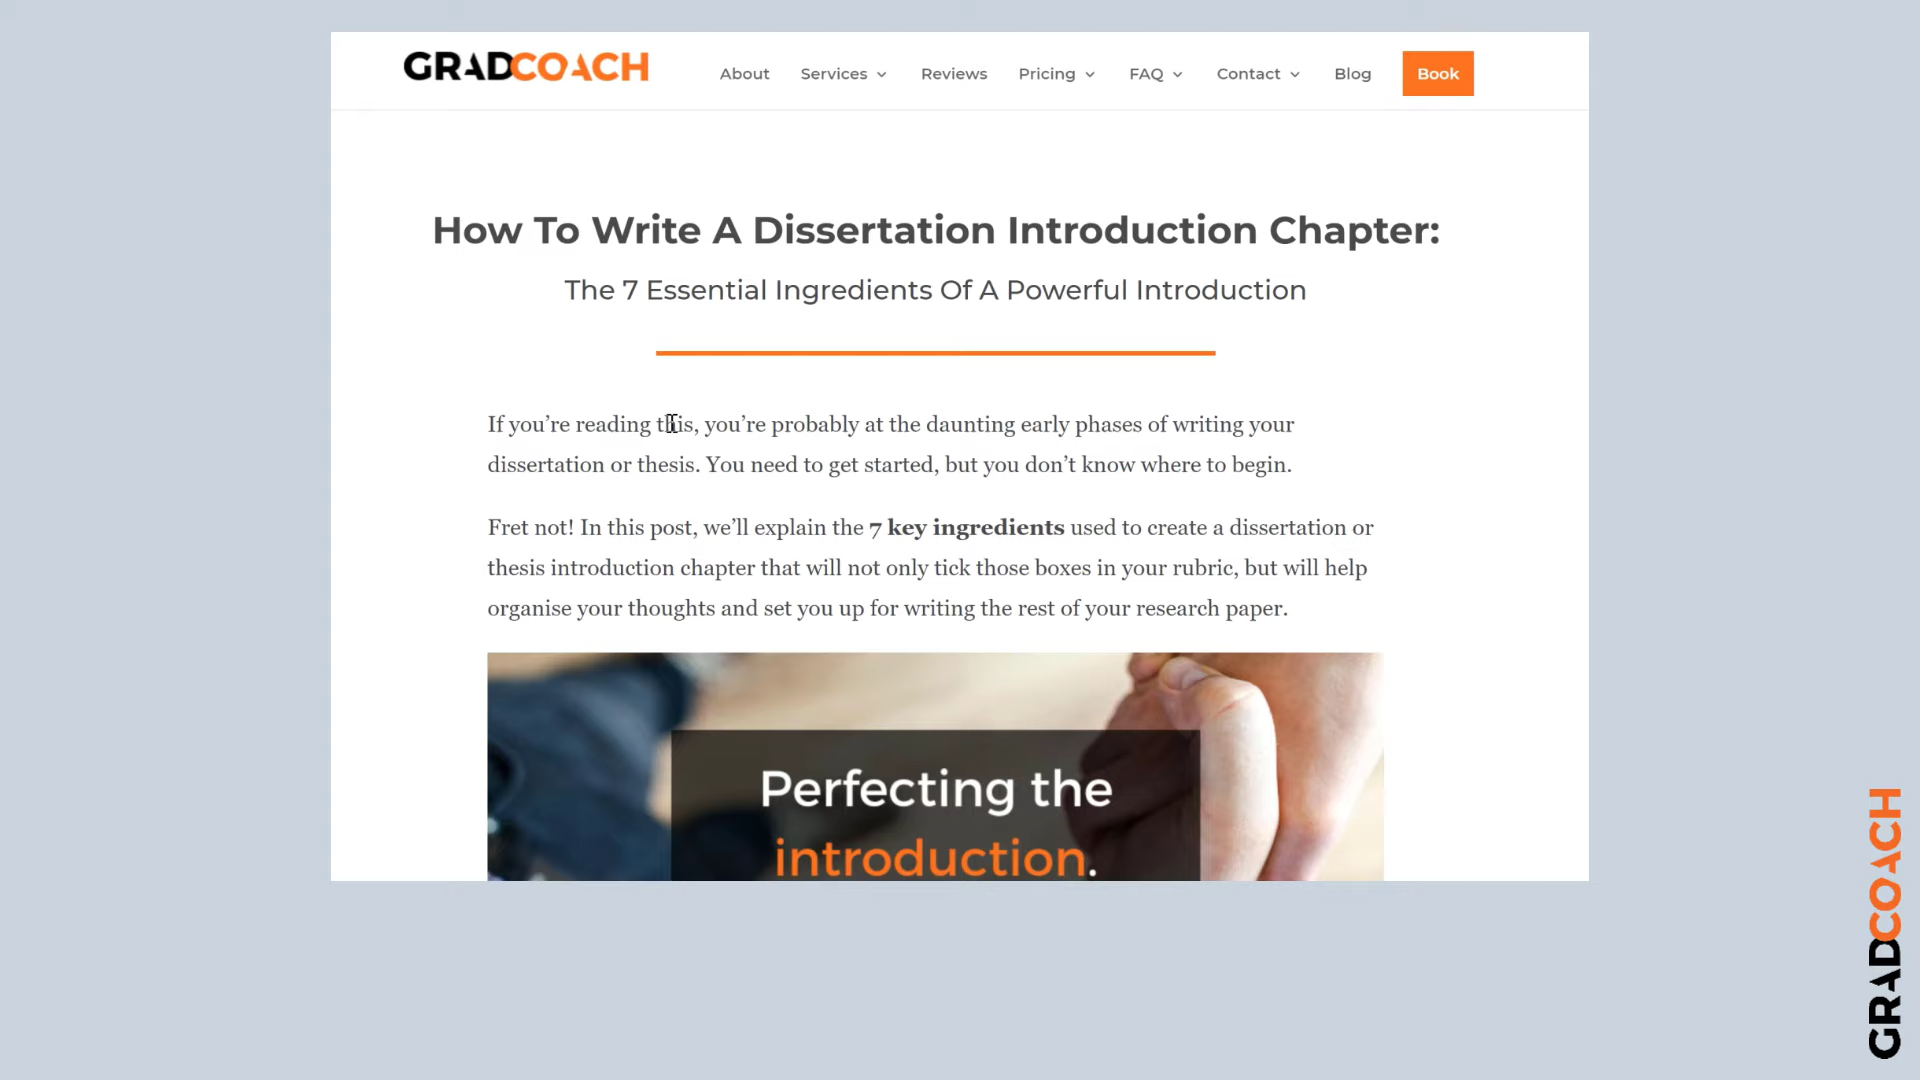 GRADCOACH
About
Services
Reviews
Pricing
FAQ
Contact
Blog
Book
How To Write A Dissertation Introduction Chapter:
The 7 Essential Ingredients Of A Powerful Introduction
If you’re reading this, you’re probably at the daunting early phases of writing your
dissertation or thesis. You need to get started, but you don’t know where to begin.
Fret not! In this post, we’ll explain the 7 key ingredients used to create a dissertation or
thesis introduction chapter that will not only tick those boxes in your rubric, but will help
organise your thoughts and set you up for writing the rest of your research paper.
Perfecting the
introduction.
GRADCOACH